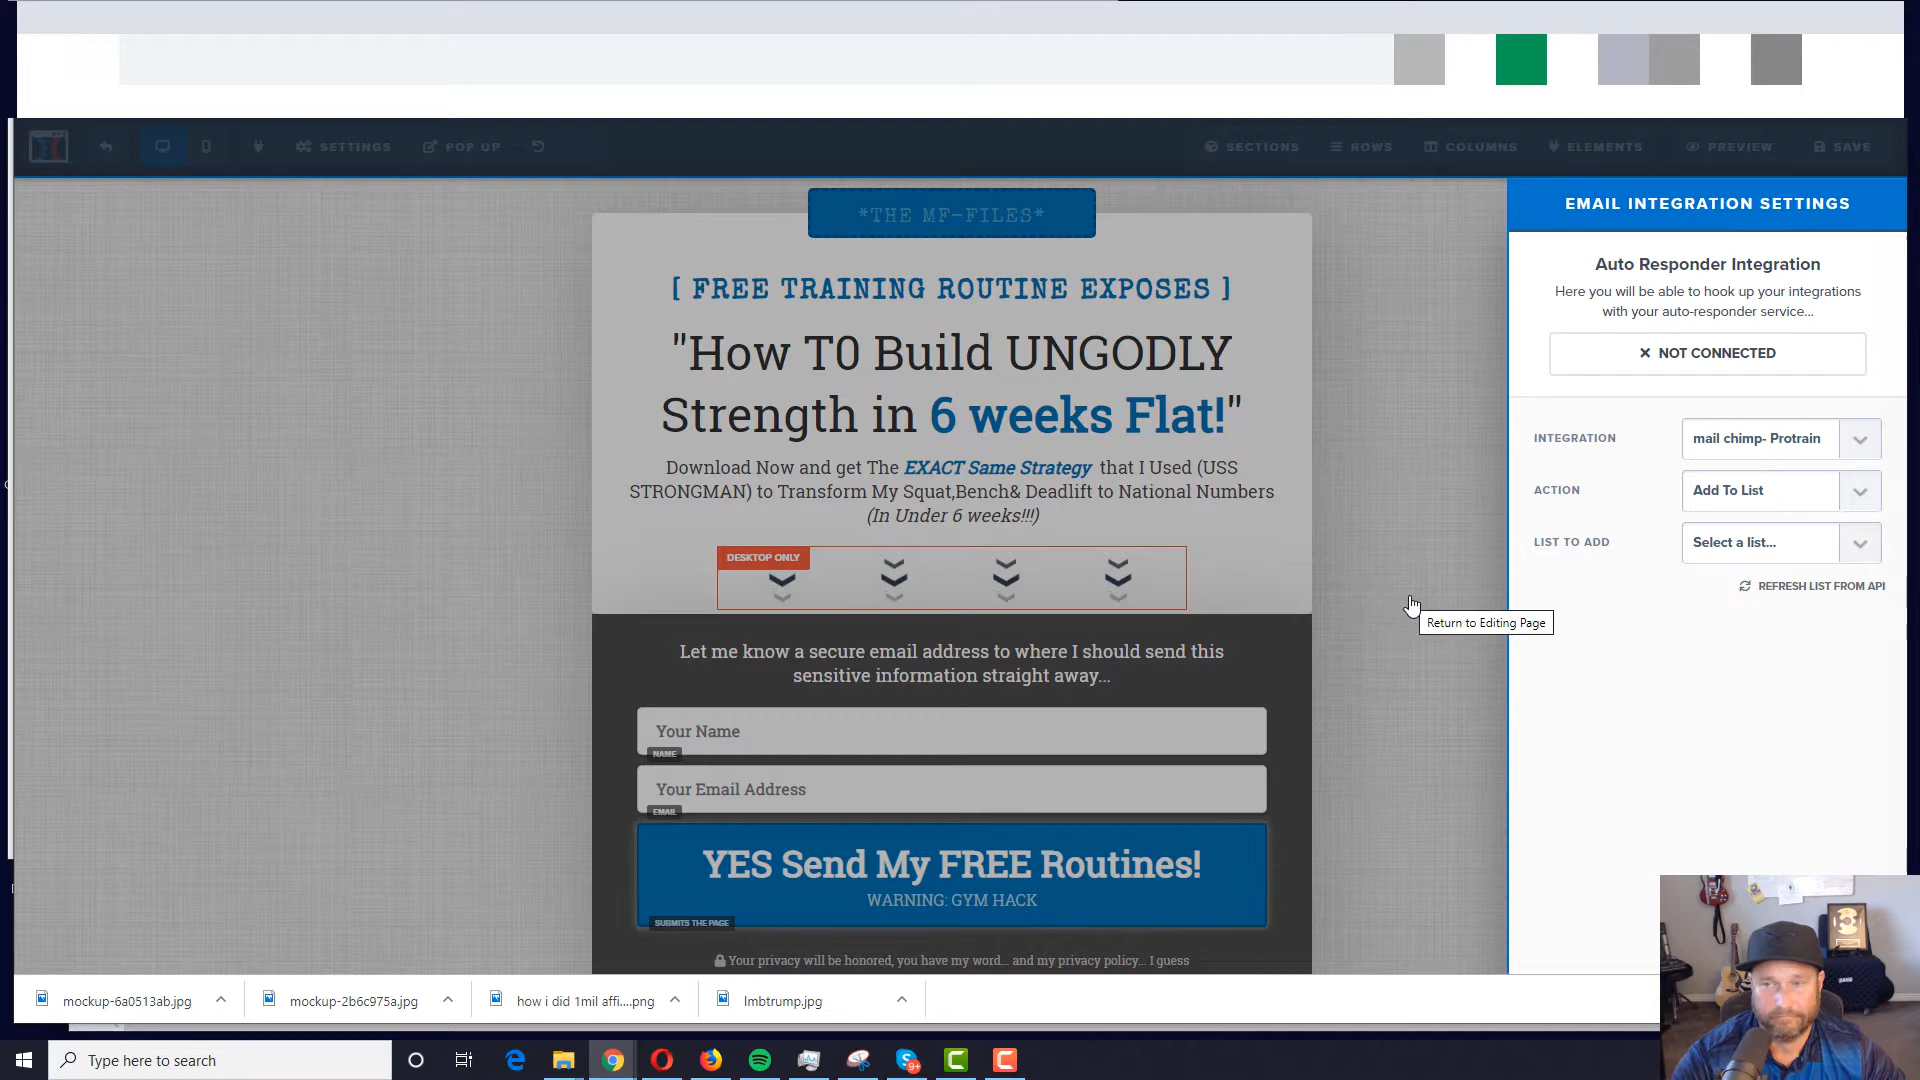 SETTINGS
POP UP
SECTIONS
ROWS
COLUMNS
ELEMENTS
PREVIEW
SAVE
*THE MF-FILES*
[ FREE TRAINING ROUTINE EXPOSES ]
"How T0 Build UNGODLY
Strength in 6 weeks Flat!"
Download Now and get The EXACT Same Strategy that I Used (USS
STRONGMAN) to Transform My Squat,Bench& Deadlift to National Numbers
(In Under 6 weeks!!!)
DESKTOP ONLY
Let me know a secure email address to where I should send this
sensitive information straight away...
Your Name
NAME
Your Email Address
EMAIL
YES Send My FREE Routines!
WARNING: GYM HACK
SUBMITS THE PAGE
Your privacy will be honored, you have my word... and my privacy policy... I guess
Return to Editing Page
EMAIL INTEGRATION SETTINGS
Auto Responder Integration
Here you will be able to hook up your integrations
with your auto-responder service...
✕ NOT CONNECTED
INTEGRATION
mail chimp- Protrain
ACTION
Add To List
LIST TO ADD
Select a list...
REFRESH LIST FROM API
mockup-6a0513ab.jpg
mockup-2b6c975a.jpg
how i did 1mil affi....png
lmbtrump.jpg
Type here to search
9+